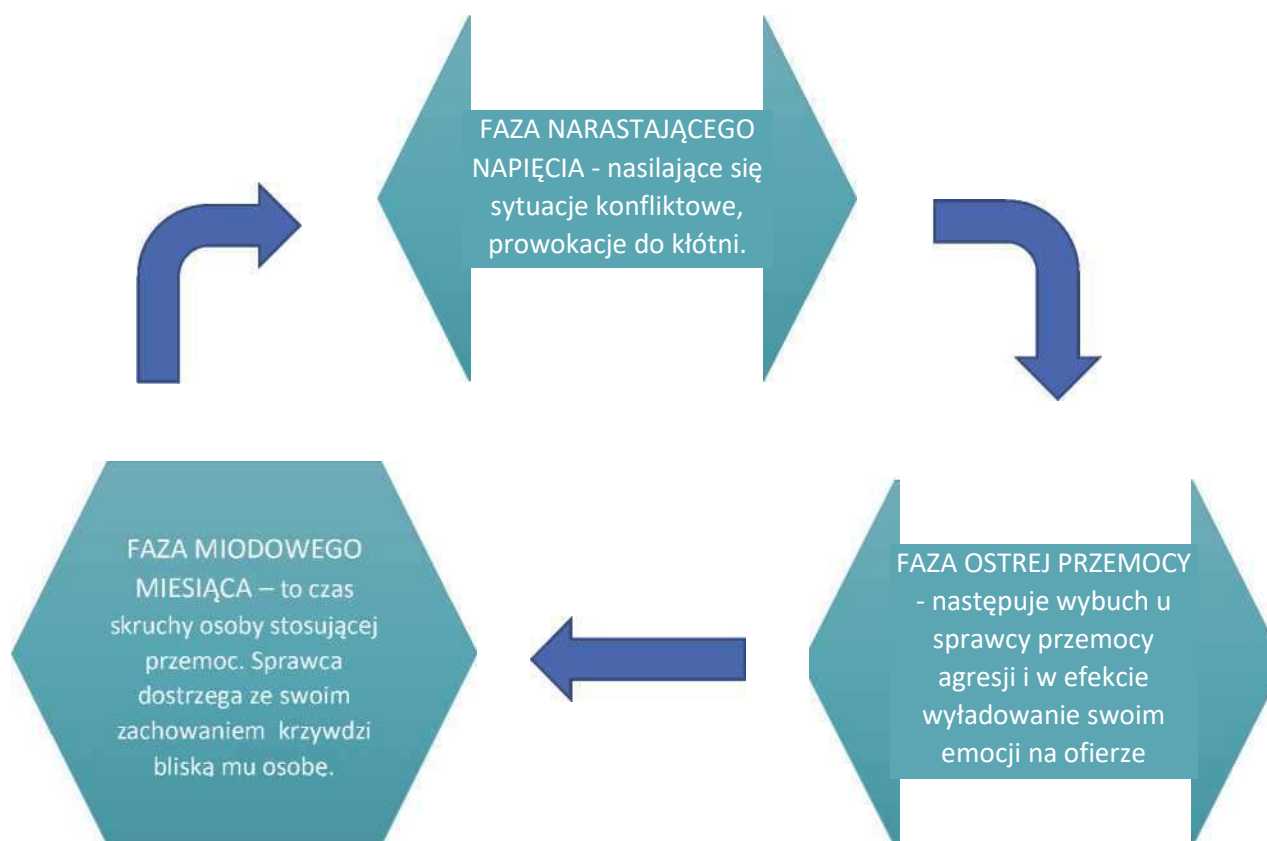 FAZA NARASTAJĄCEGO
NAPIĘCIA - nasilające się
sytuacje konfliktowe,
prowokacje do kłótni.
FAZA OSTREJ PRZEMOCY
- następuje wybuch u
sprawcy przemocy
agresji i w efekcie
wyładowanie swoim
emocji na ofierze
FAZA MIODOWEGO
MIESIĄCA – to czas
skruchy osoby stosującej
przemoc. Sprawca
dostrzega ze swoim
zachowaniem krzywdzi
bliska mu osobe.